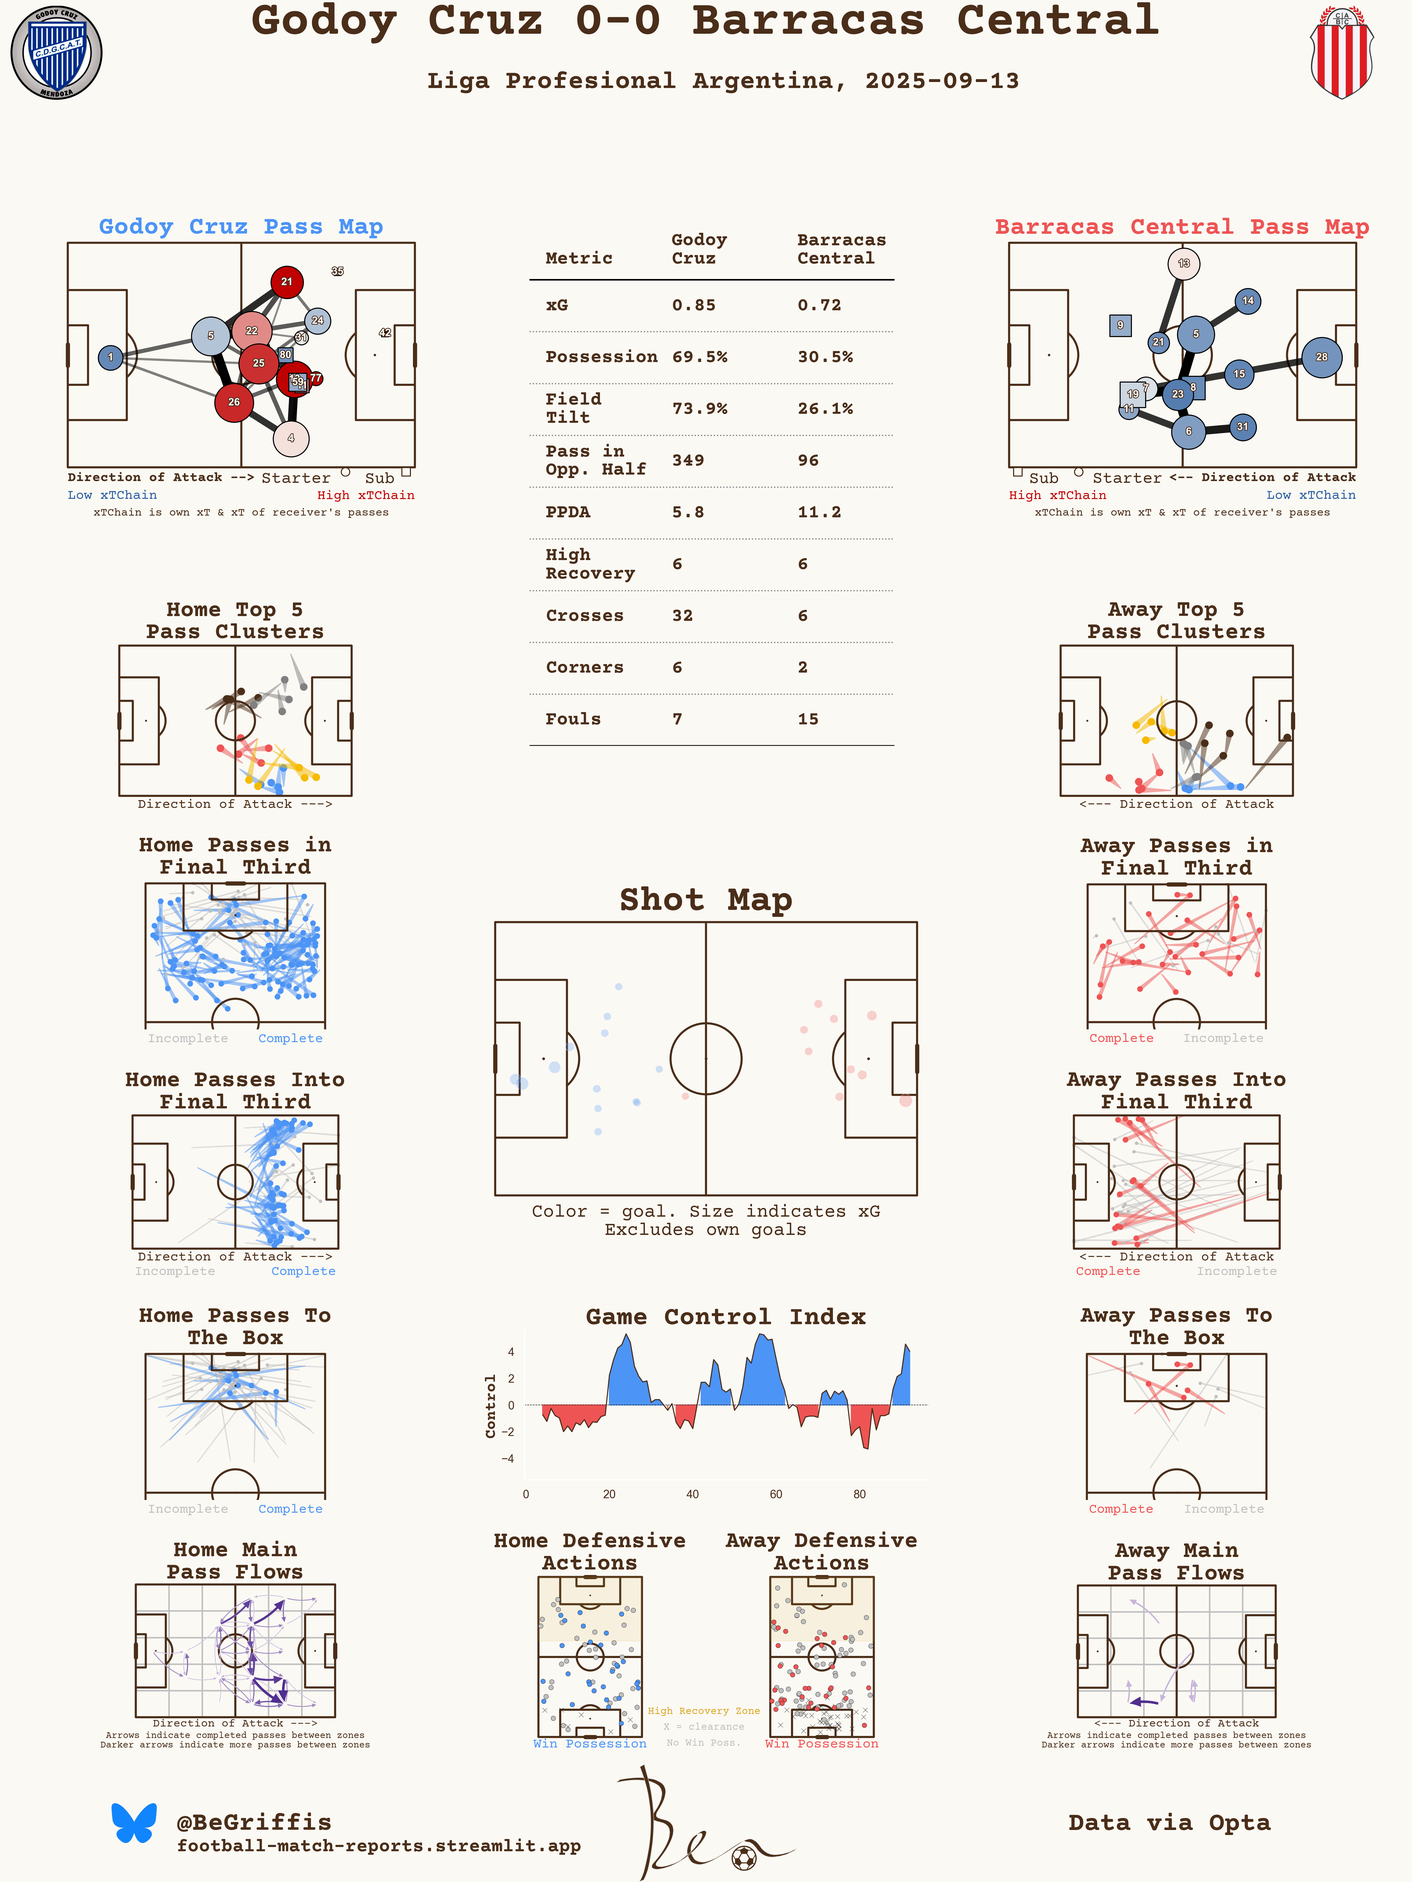 Godoy Cruz 0-0 Barracas Central
Liga Profesional Argentina, 2025-09-13
GODOY CRUZ
C.D.G.C.A.T.
MENDOZA
Godoy Cruz Pass Map
21
35
5
22
24
31
42
1
25
80
77
59
26
4
Direction of Attack --> Starter Sub
Low xTChain High xTChain
xTChain is own xT & xT of receiver's passes
Metric Godoy Cruz Barracas Central
xG 0.85 0.72
Possession 69.5% 30.5%
Field Tilt 73.9% 26.1%
Pass in Opp. Half 349 96
PPDA 5.8 11.2
High Recovery 6 6
Crosses 32 6
Corners 6 2
Fouls 7 15
Barracas Central Pass Map
13
14
9
21
5
28
15
7
8
19
23
11
6
31
Sub Starter <-- Direction of Attack
High xTChain Low xTChain
xTChain is own xT & xT of receiver's passes
Home Top 5
Pass Clusters
Direction of Attack --->
Away Top 5
Pass Clusters
<--- Direction of Attack
Home Passes in
Final Third
Incomplete Complete
Away Passes in
Final Third
Complete Incomplete
Shot Map
Color = goal. Size indicates xG
Excludes own goals
Home Passes Into
Final Third
Direction of Attack --->
Incomplete Complete
Away Passes Into
Final Third
<--- Direction of Attack
Complete Incomplete
Home Passes To
The Box
Incomplete Complete
Game Control Index
Control
4
2
0
−2
−4
0 20 40 60 80
Away Passes To
The Box
Complete Incomplete
Home Main
Pass Flows
Direction of Attack --->
Arrows indicate completed passes between zones
Darker arrows indicate more passes between zones
Home Defensive
Actions
Win Possession
High Recovery Zone
X = clearance
No Win Poss.
Away Defensive
Actions
Win Possession
Away Main
Pass Flows
<--- Direction of Attack
Arrows indicate completed passes between zones
Darker arrows indicate more passes between zones
@BeGriffis
football-match-reports.streamlit.app
Ben
Data via Opta